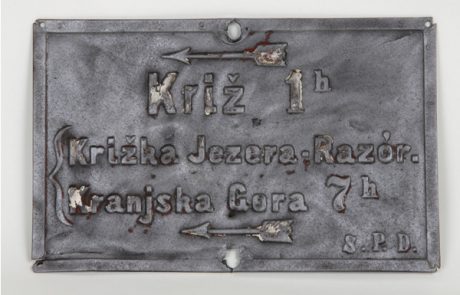 Križ 1h
Križka Jezera-Razór.
Kranjska Gora 7h
S.P.D.